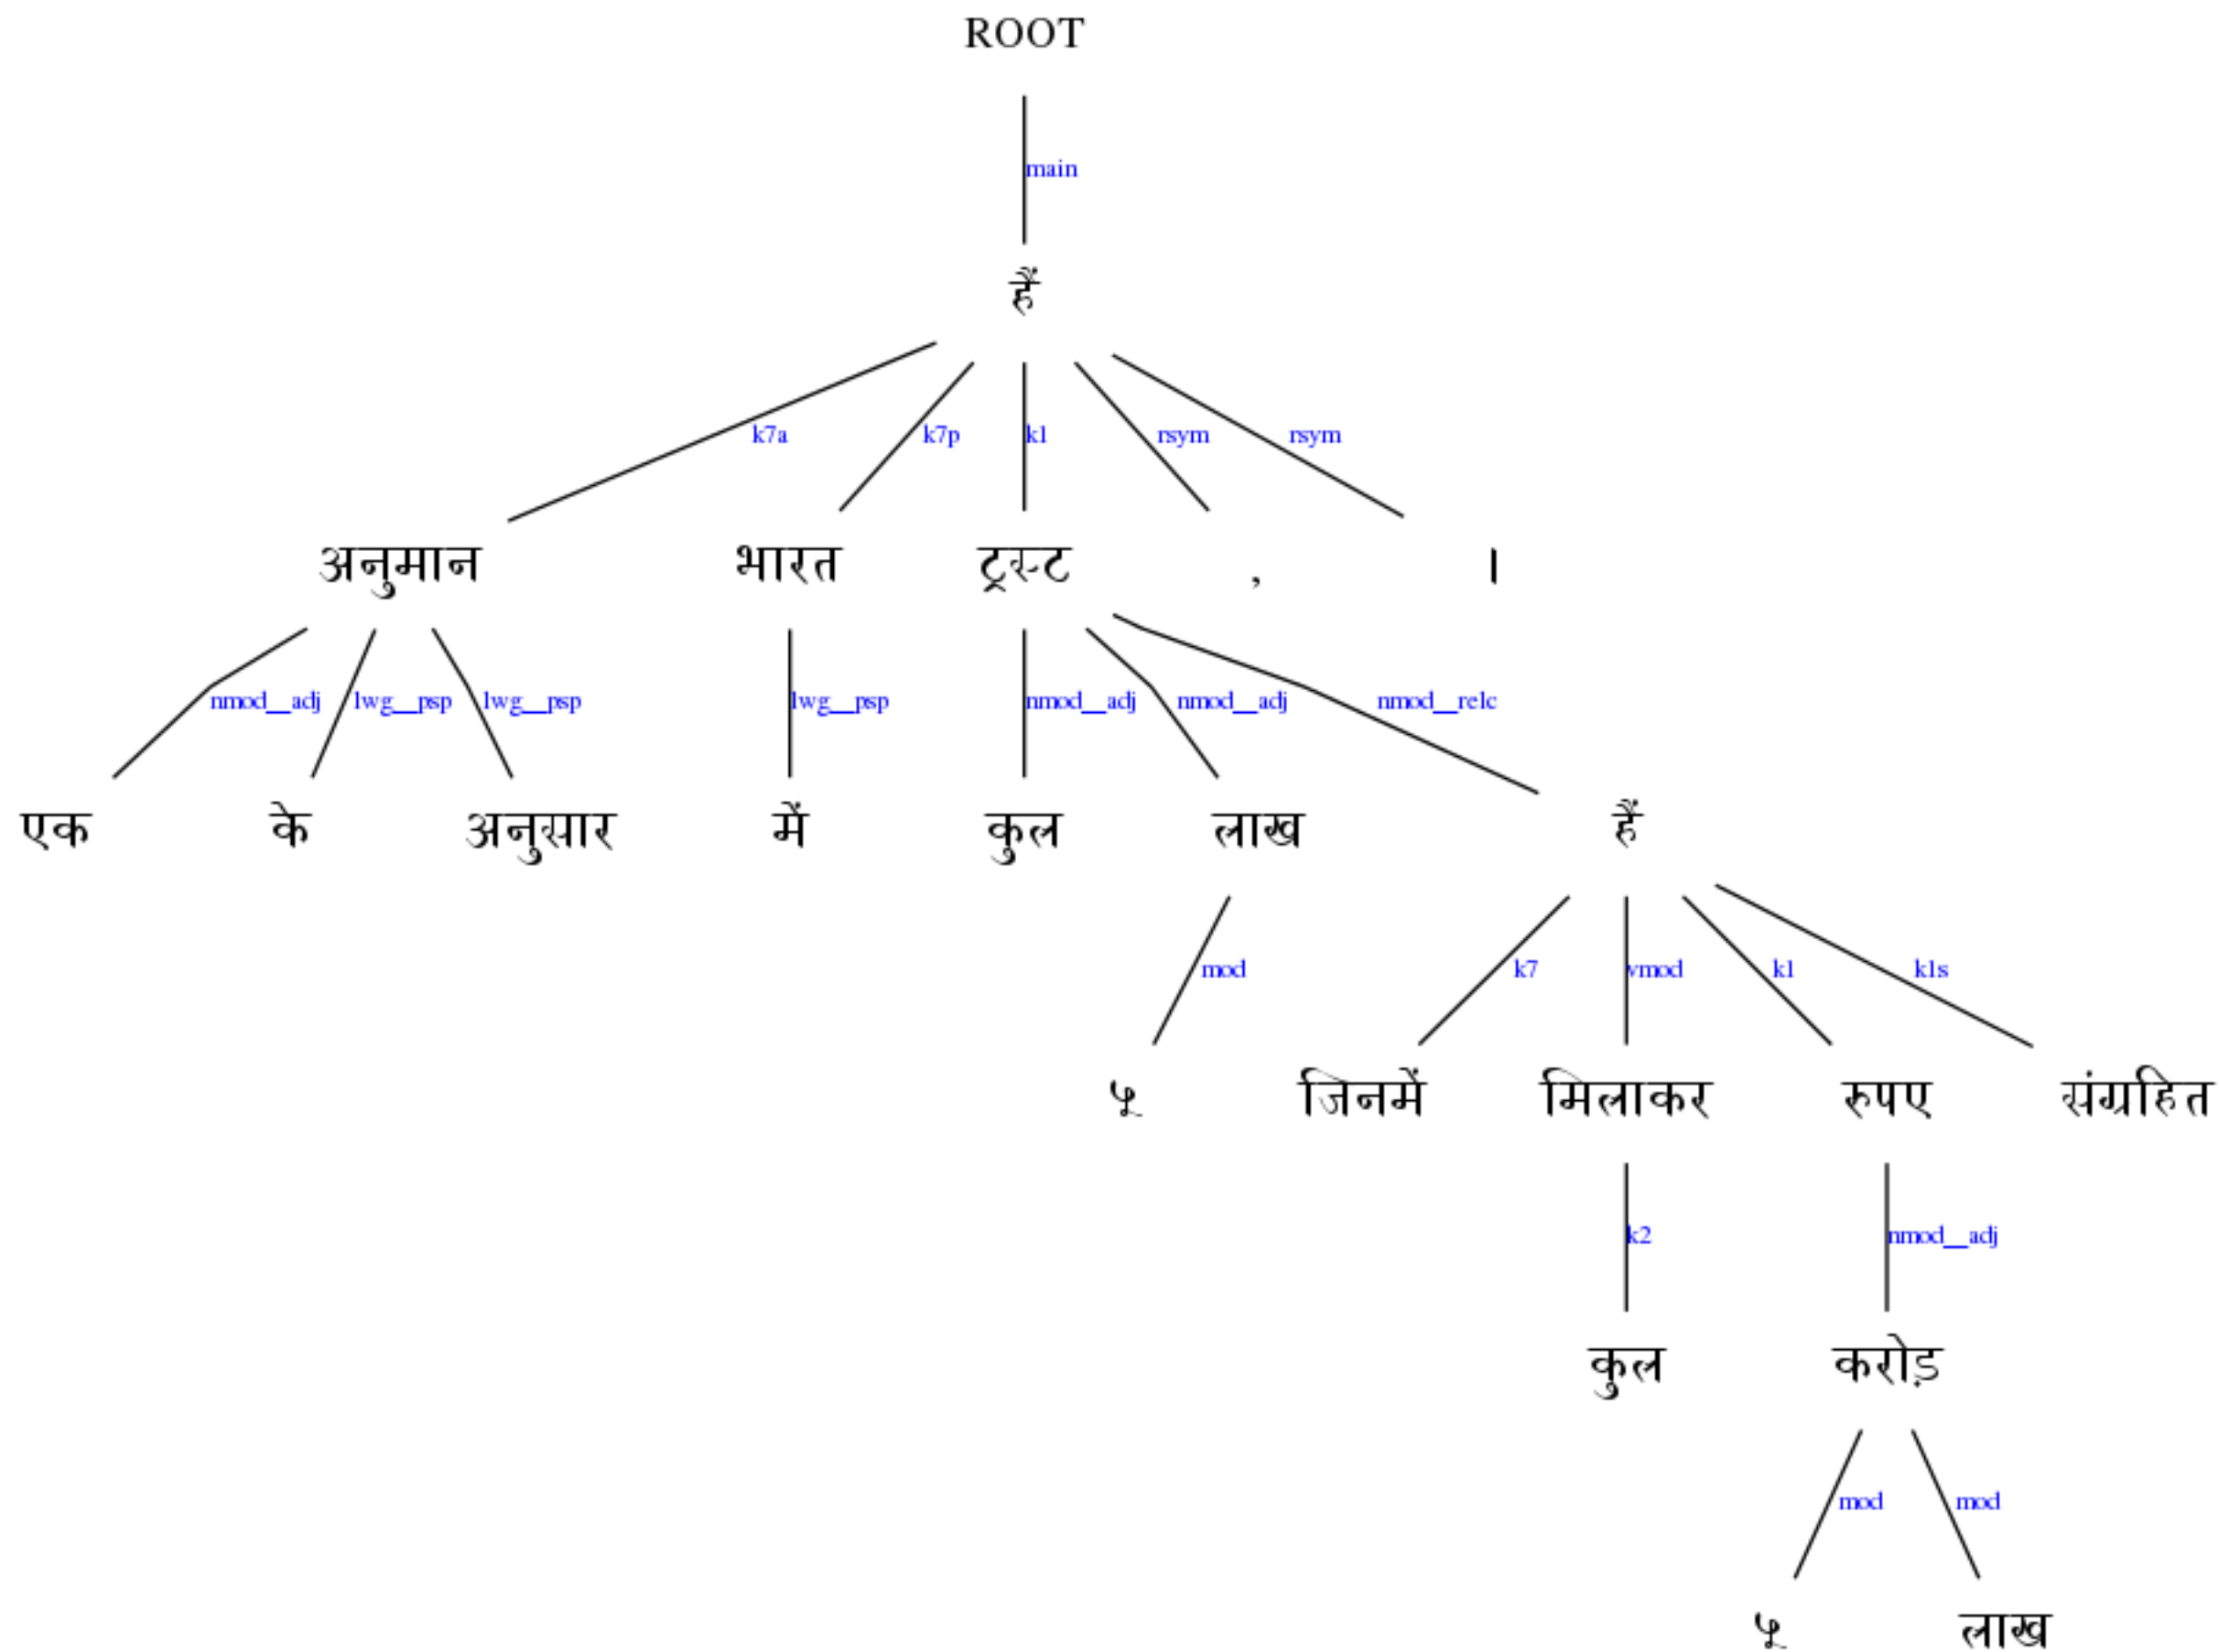 ROOT
main
हैं
k7a k7p k1 rsym rsym
अनुमान भारत ट्रस्ट , ।
nmod__adj lwg__psp lwg__psp lwg__psp nmod__adj nmod__adj nmod__relc
एक के अनुसार में कुल लाख हैं
mod k7 vmod k1 k1s
५ जिनमें मिलाकर रुपए संग्रहित
k2 nmod__adj
कुल करोड़
mod mod
५ लाख